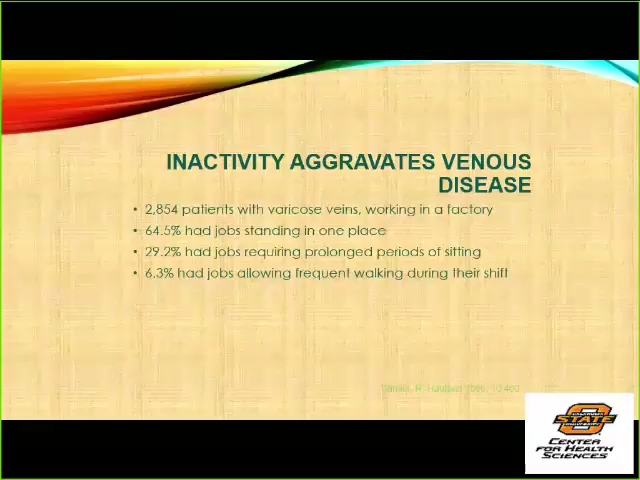 INACTIVITY AGGRAVATES VENOUS
DISEASE
• 2,854 patients with varicose veins, working in a factory
• 64.5% had jobs standing in one place
• 29.2% had jobs requiring prolonged periods of sitting
• 6.3% had jobs allowing frequent walking during their shift
STATE
CENTER
FOR HEALTH
SCIENCES